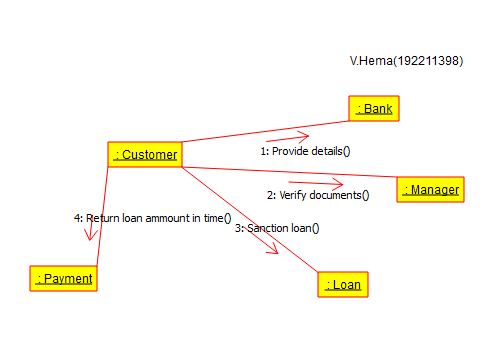 V.Hema(192211398)
: Bank
1: Provide details()
: Customer
: Manager
2: Verify documents()
4: Return loan ammount in time()
3: Sanction loan()
: Payment
: Loan